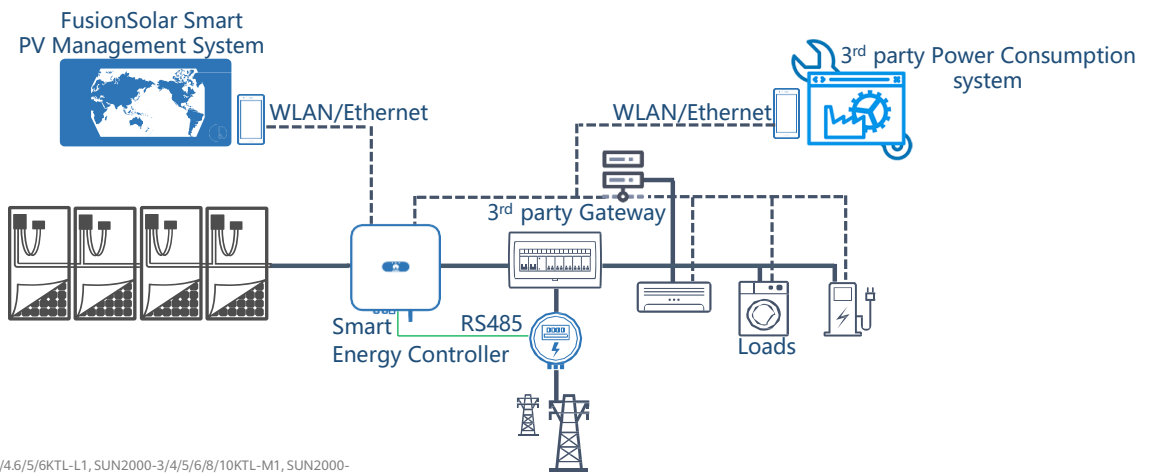 FusionSolar Smart
PV Management System
3rd party Power Consumption
system
WLAN/Ethernet
WLAN/Ethernet
3rd party Gateway
Smart
Energy Controller
RS485
Loads
/4.6/5/6KTL-L1, SUN2000-3/4/5/6/8/10KTL-M1, SUN2000-